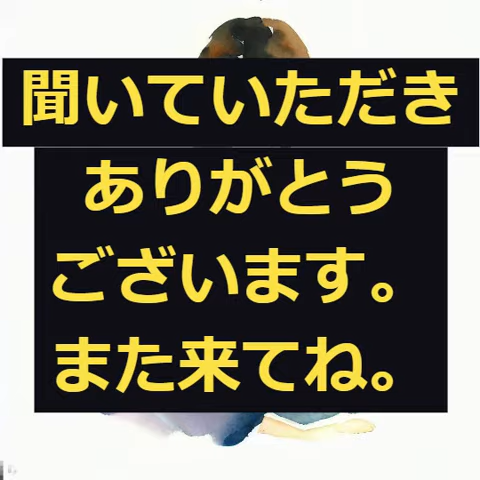 聞いていただき
ありがとう
ございます。
また来てね。